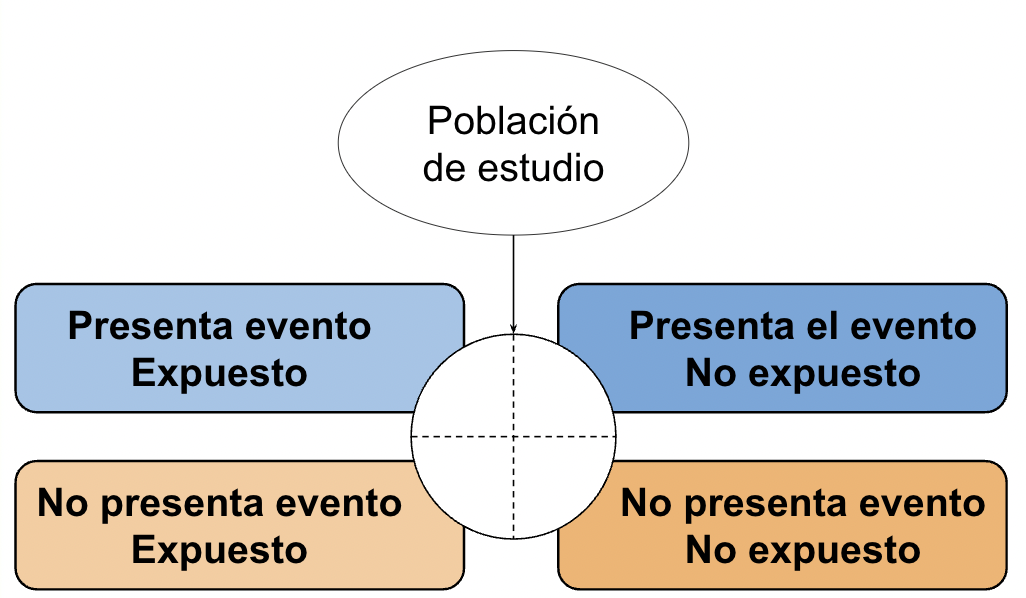 Población
de estudio
Presenta evento
Expuesto
Presenta el evento
No expuesto
No presenta evento
Expuesto
No presenta evento
No expuesto